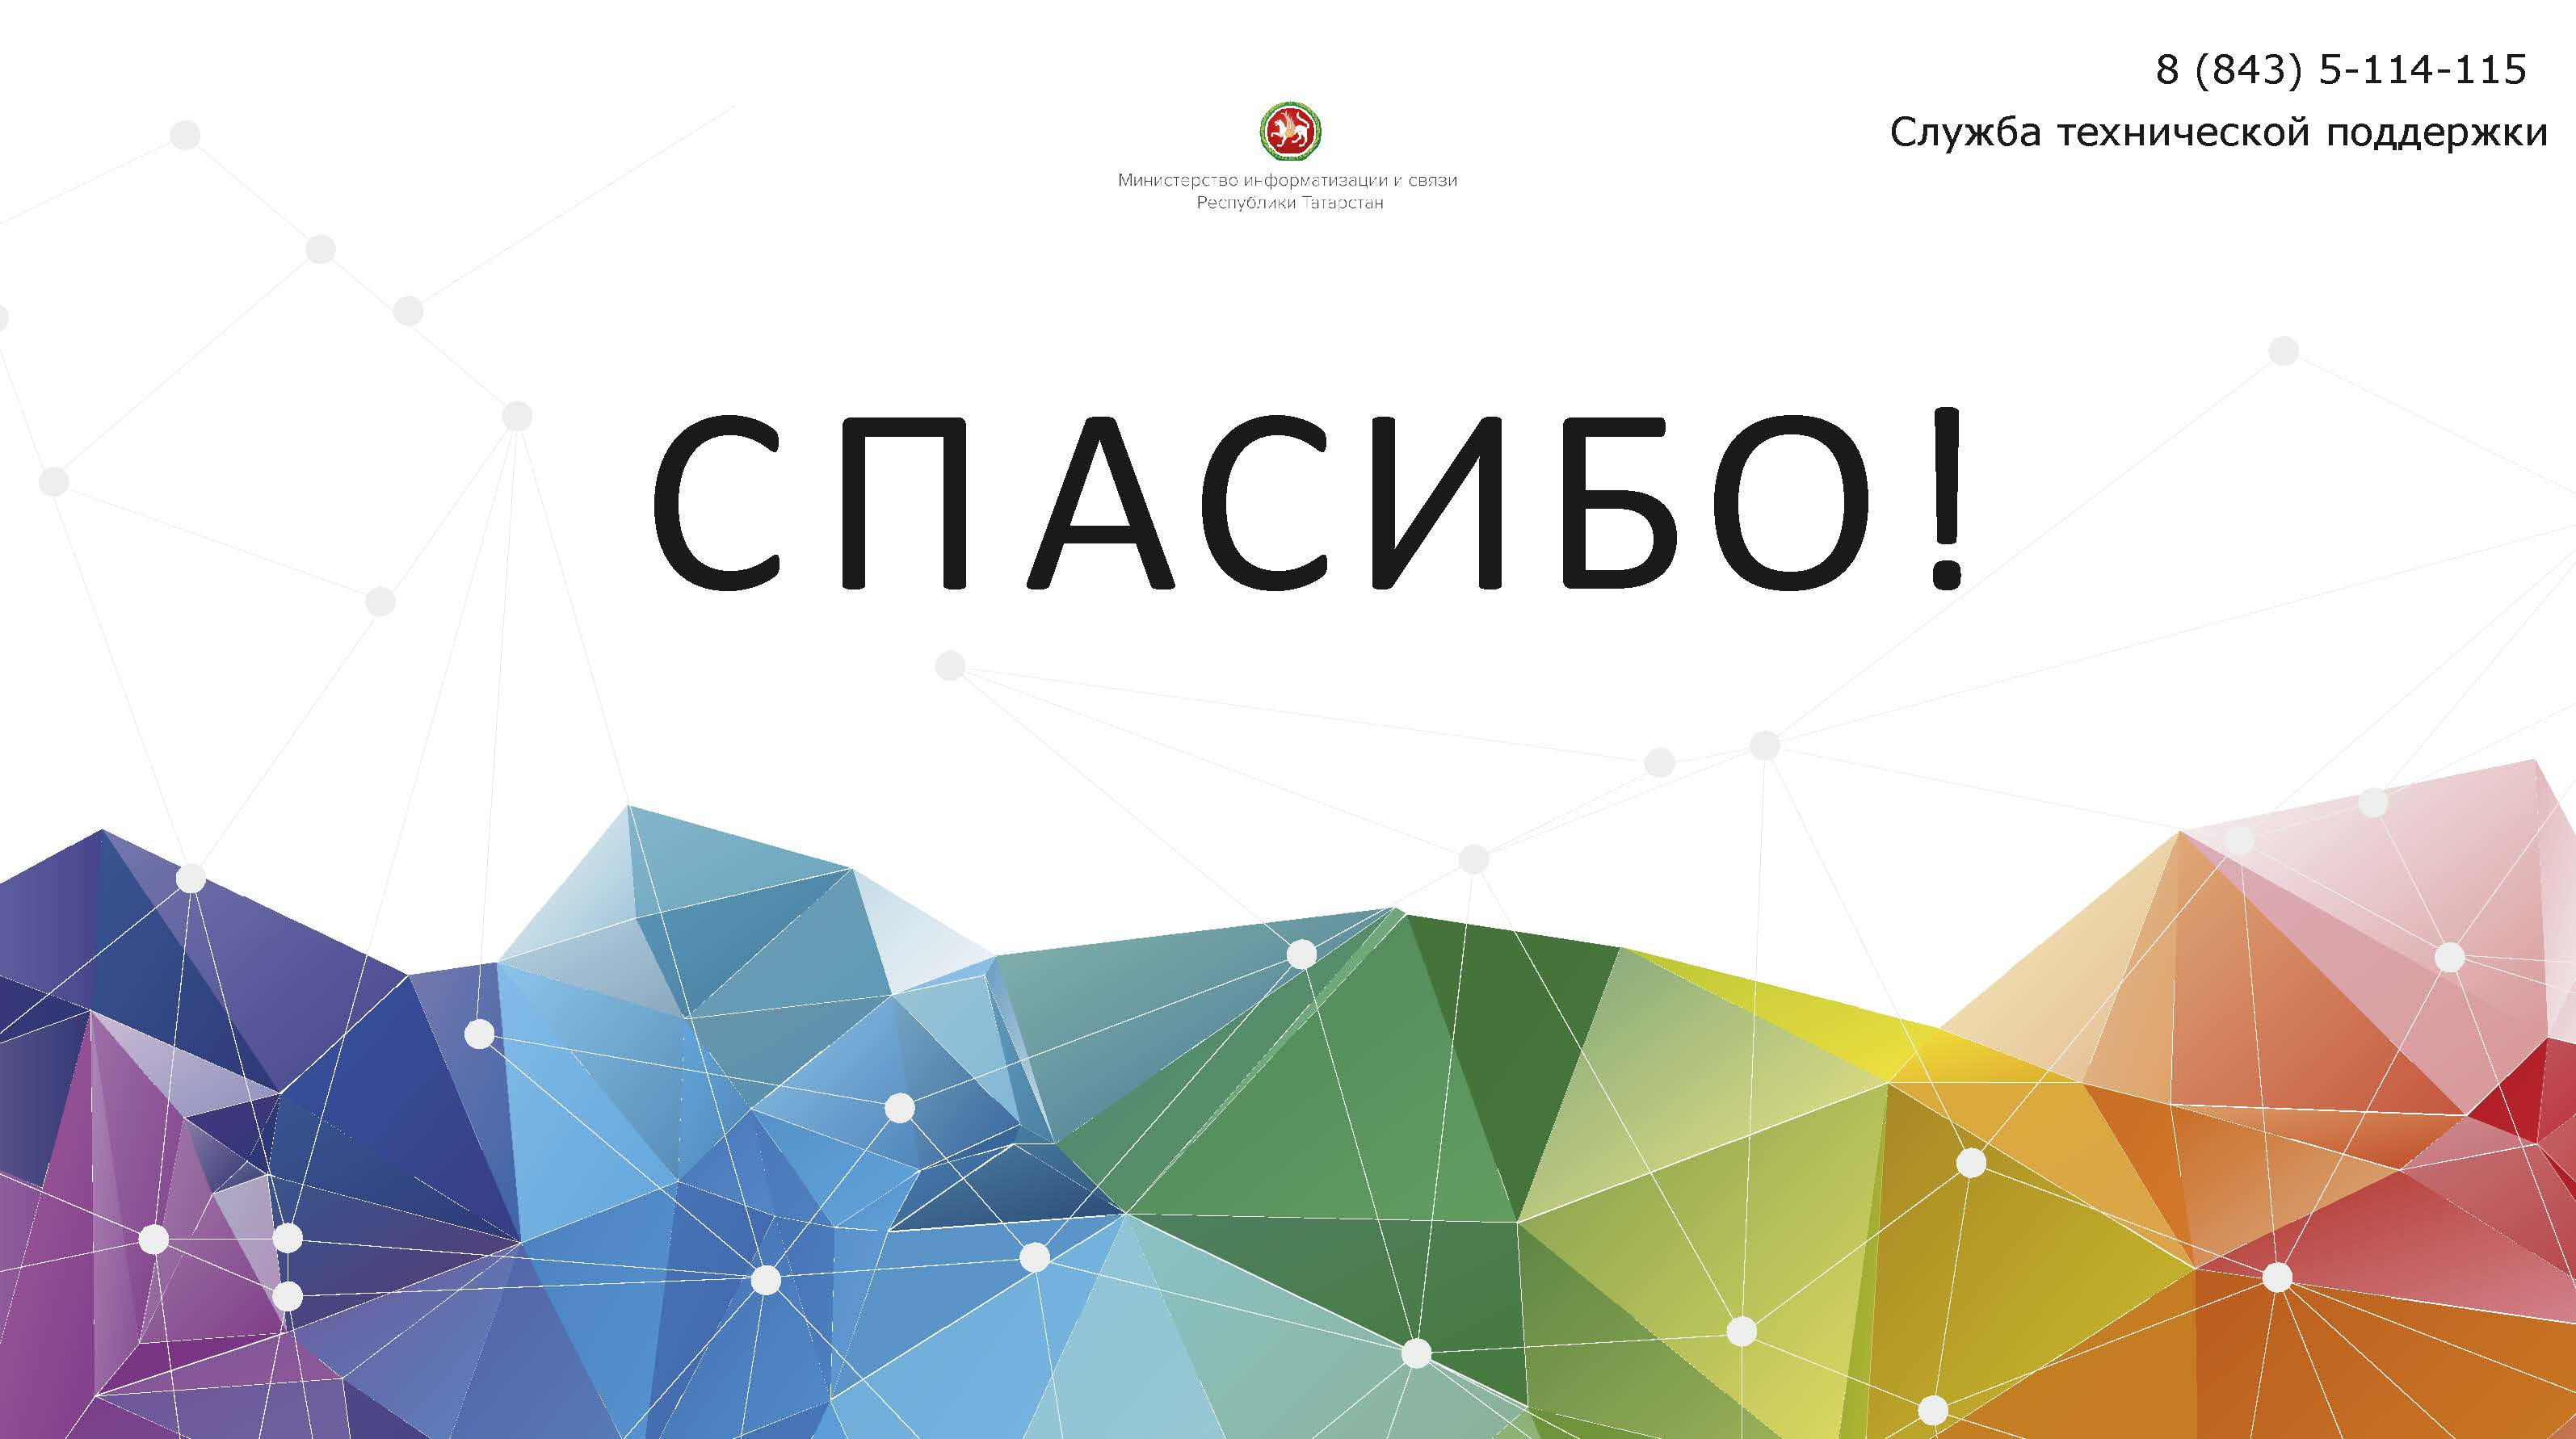 8 (843) 5-114-115
Служба технической поддержки
Министерство информатизации и связи
Республики Татарстан
СПАСИБО!